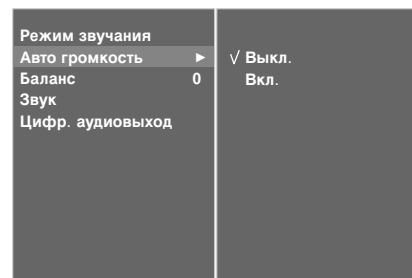 Режим звучания
Авто громкость ►
Баланс 0
Звук
Цифр. аудиовыход
√ Выкл.
Вкл.